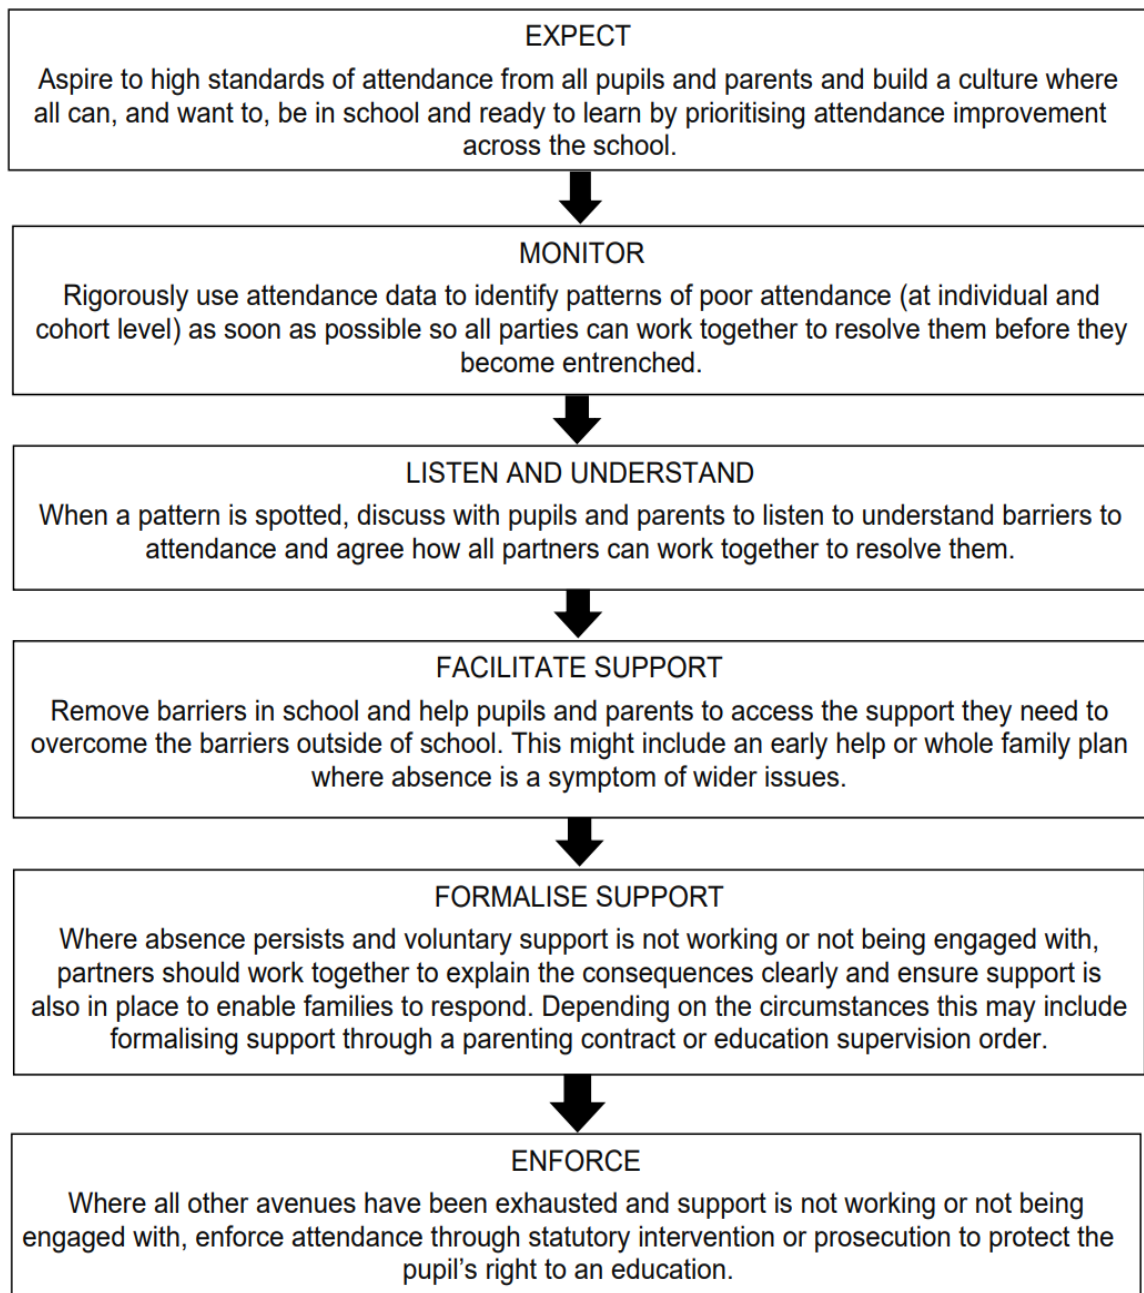 EXPECT
Aspire to high standards of attendance from all pupils and parents and build a culture where
all can, and want to, be in school and ready to learn by prioritising attendance improvement
across the school.
MONITOR
Rigorously use attendance data to identify patterns of poor attendance (at individual and
cohort level) as soon as possible so all parties can work together to resolve them before they
become entrenched.
LISTEN AND UNDERSTAND
When a pattern is spotted, discuss with pupils and parents to listen to understand barriers to
attendance and agree how all partners can work together to resolve them.
FACILITATE SUPPORT
Remove barriers in school and help pupils and parents to access the support they need to
overcome the barriers outside of school. This might include an early help or whole family plan
where absence is a symptom of wider issues.
FORMALISE SUPPORT
Where absence persists and voluntary support is not working or not being engaged with,
partners should work together to explain the consequences clearly and ensure support is
also in place to enable families to respond. Depending on the circumstances this may include
formalising support through a parenting contract or education supervision order.
ENFORCE
Where all other avenues have been exhausted and support is not working or not being
engaged with, enforce attendance through statutory intervention or prosecution to protect the
pupil's right to an education.